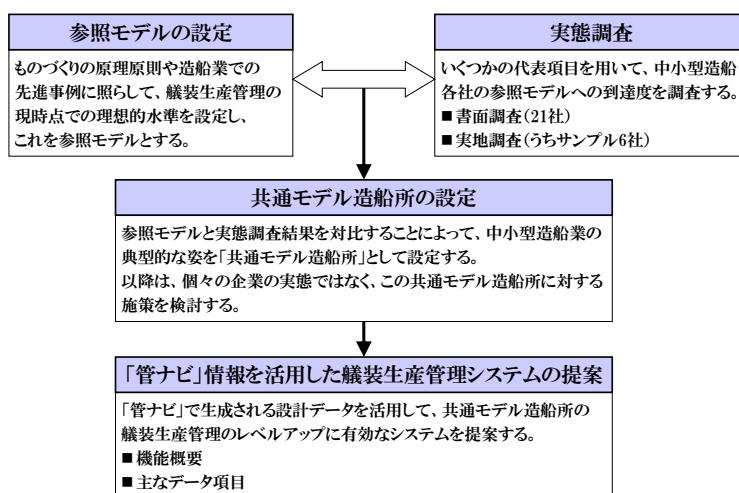 参照モデルの設定
ものづくりの原理原則や造船業での
先進事例に照らして、艤装生産管理の
現時点での理想的水準を設定し、
これを参照モデルとする。
実態調査
いくつかの代表項目を用いて、中小型造船
各社の参照モデルへの到達度を調査する。
■書面調査(21社)
■実地調査(うちサンプル6社)
共通モデル造船所の設定
参照モデルと実態調査結果を対比することによって、中小型造船業の
典型的な姿を「共通モデル造船所」として設定する。
以降は、個々の企業の実態ではなく、この共通モデル造船所に対する
施策を検討する。
「管ナビ」情報を活用した艤装生産管理システムの提案
「管ナビ」で生成される設計データを活用して、共通モデル造船所の
艤装生産管理のレベルアップに有効なシステムを提案する。
■機能概要
■主なデータ項目